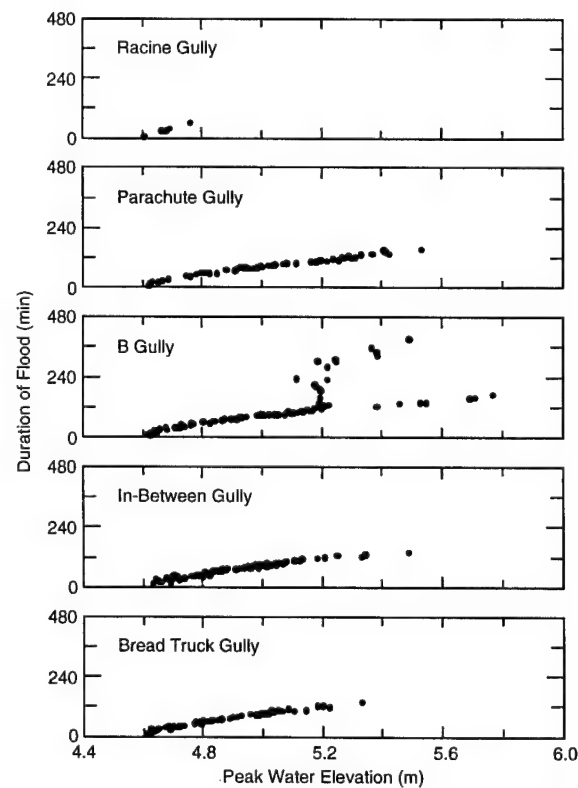 480
Racine Gully
240
0
480
Parachute Gully
240
0
480
B Gully
240
0
480
In-Between Gully
240
0
480
Bread Truck Gully
240
0
4.4 4.8 5.2 5.6 6.0
Peak Water Elevation (m)
Duration of Flood (min)